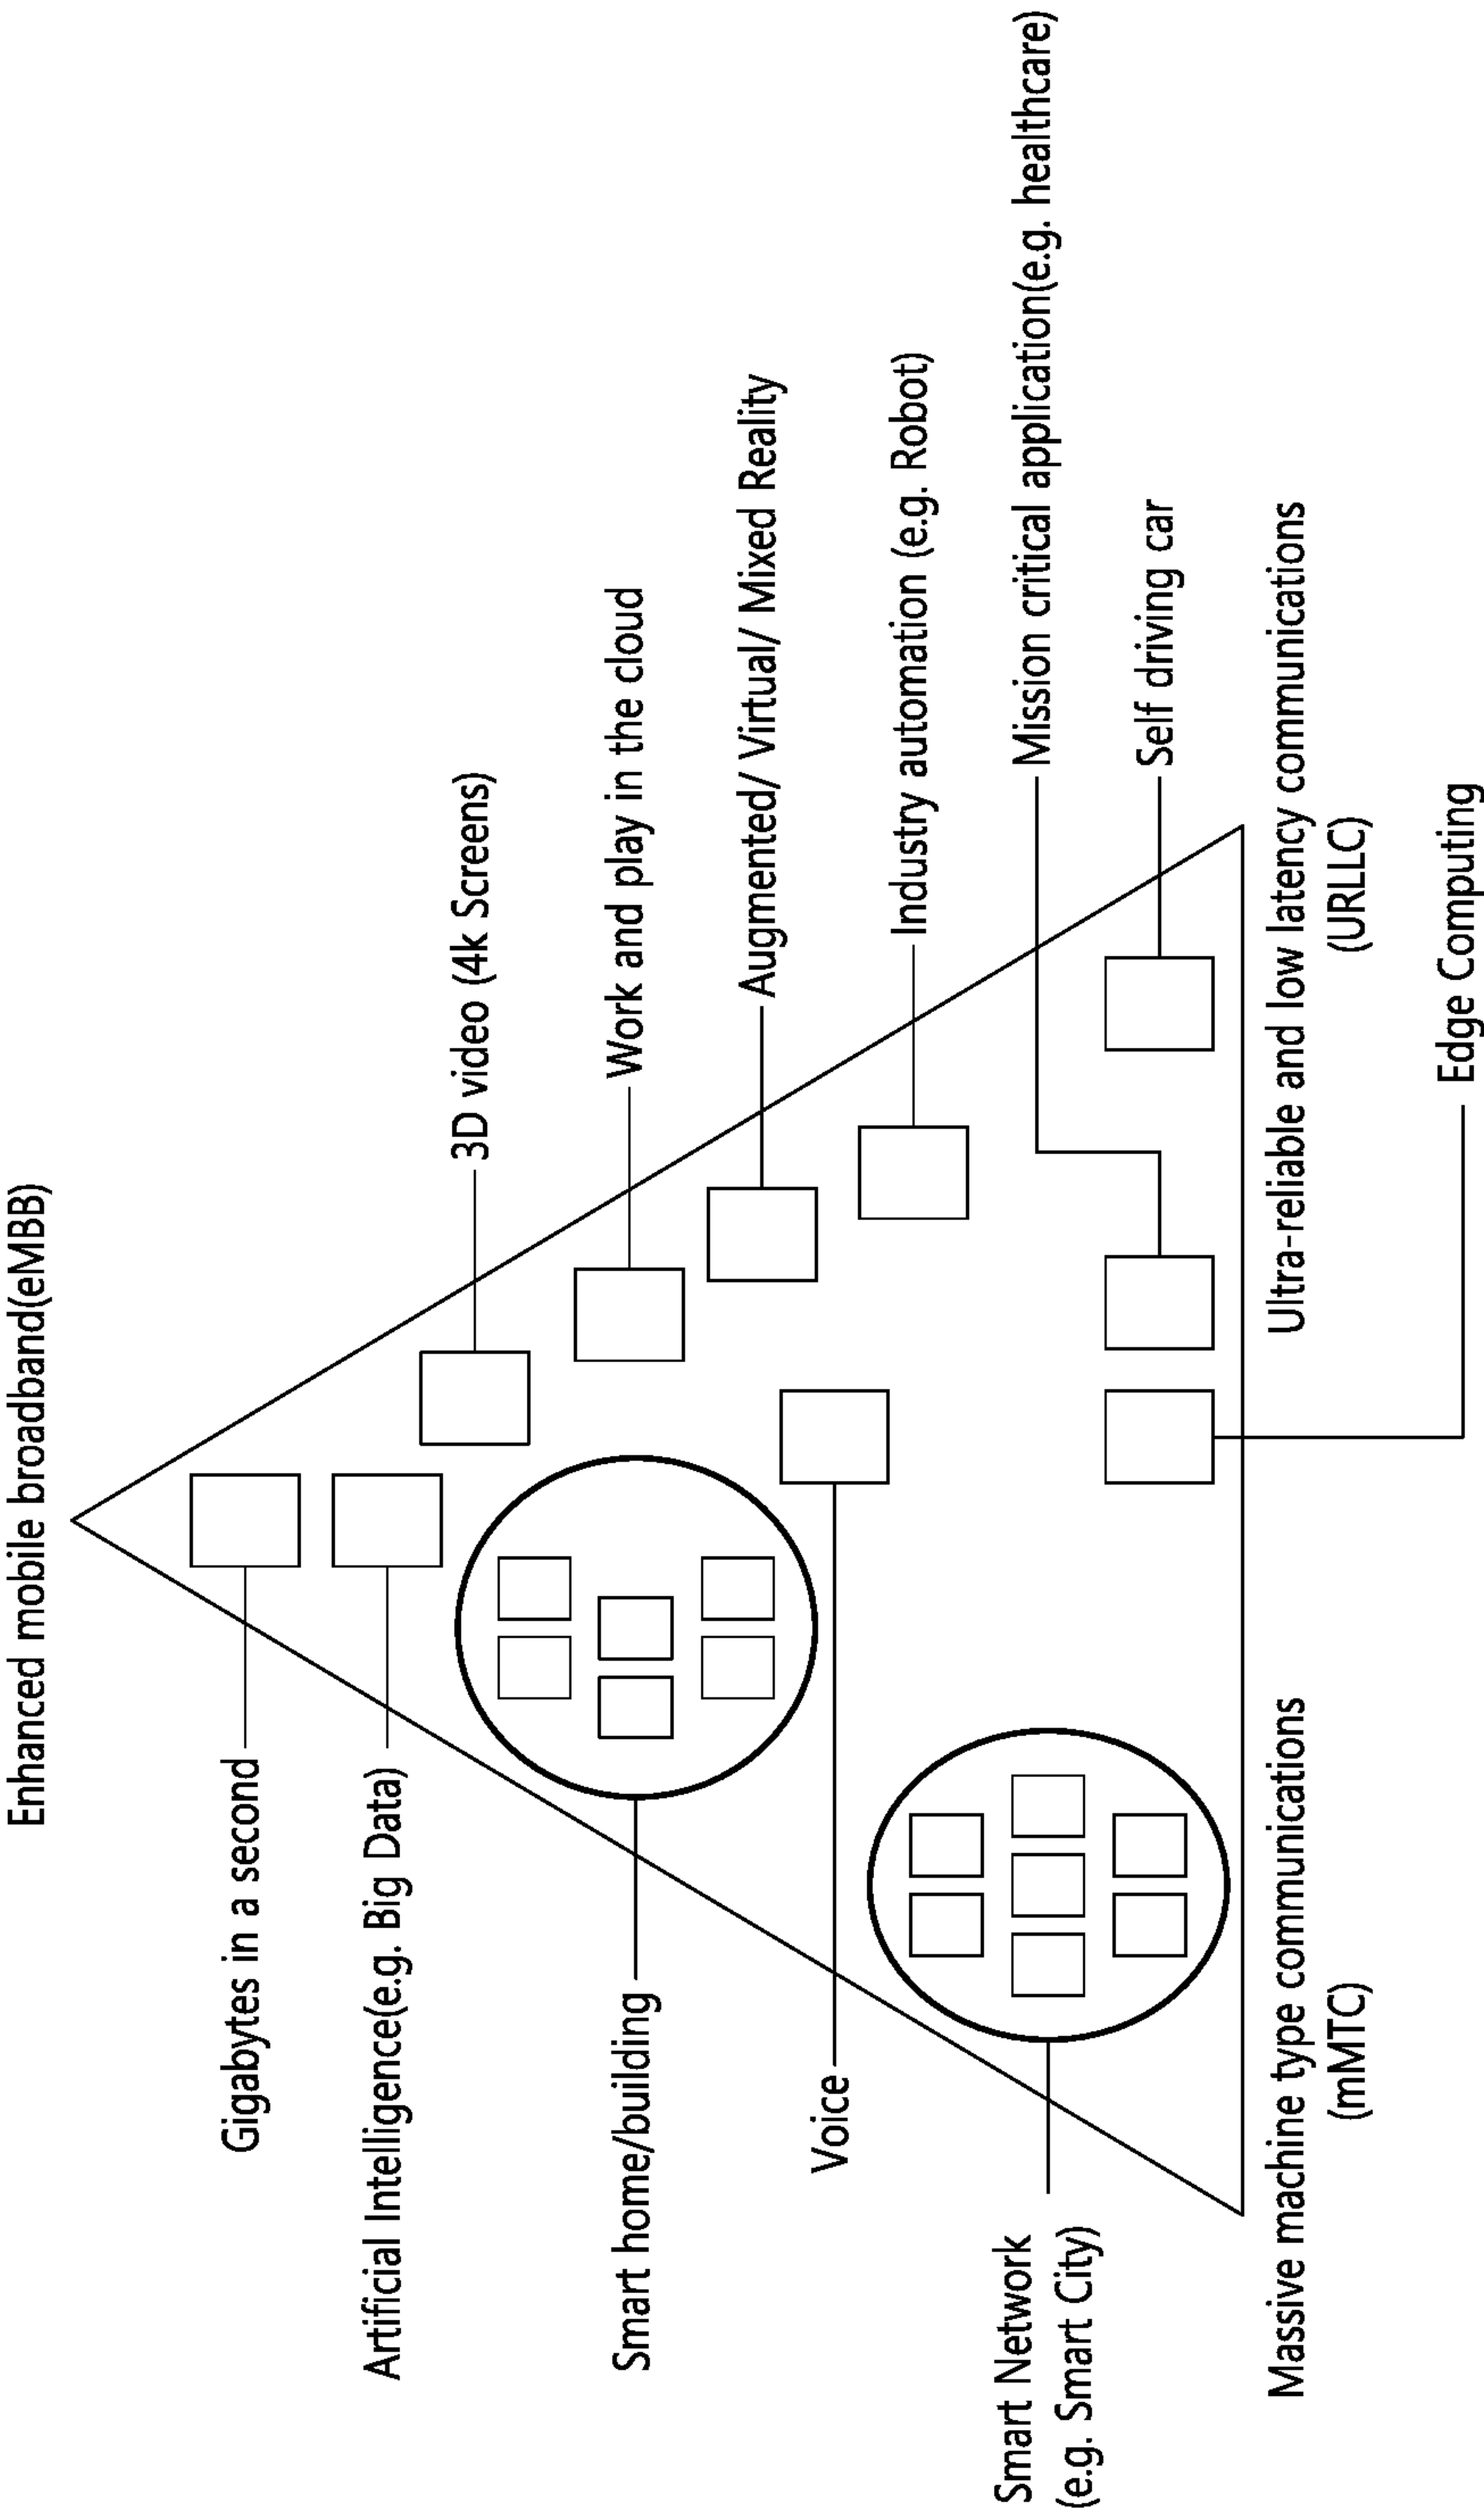 Enhanced mobile broadband(eMBB)
Gigabytes in a second
Artificial Intelligence(e.g. Big Data)
3D video (4k Screens)
Smart home/building
Work and play in the cloud
Augmented/ Virtual/ Mixed Reality
Voice
Industry automation (e.g. Robot)
Smart Network
(e.g. Smart City)
Mission critical application(e.g. healthcare)
Self driving car
Massive machine type communications
(mMTC)
Ultra-reliable and low latency communications
(URLLC)
Edge Computing